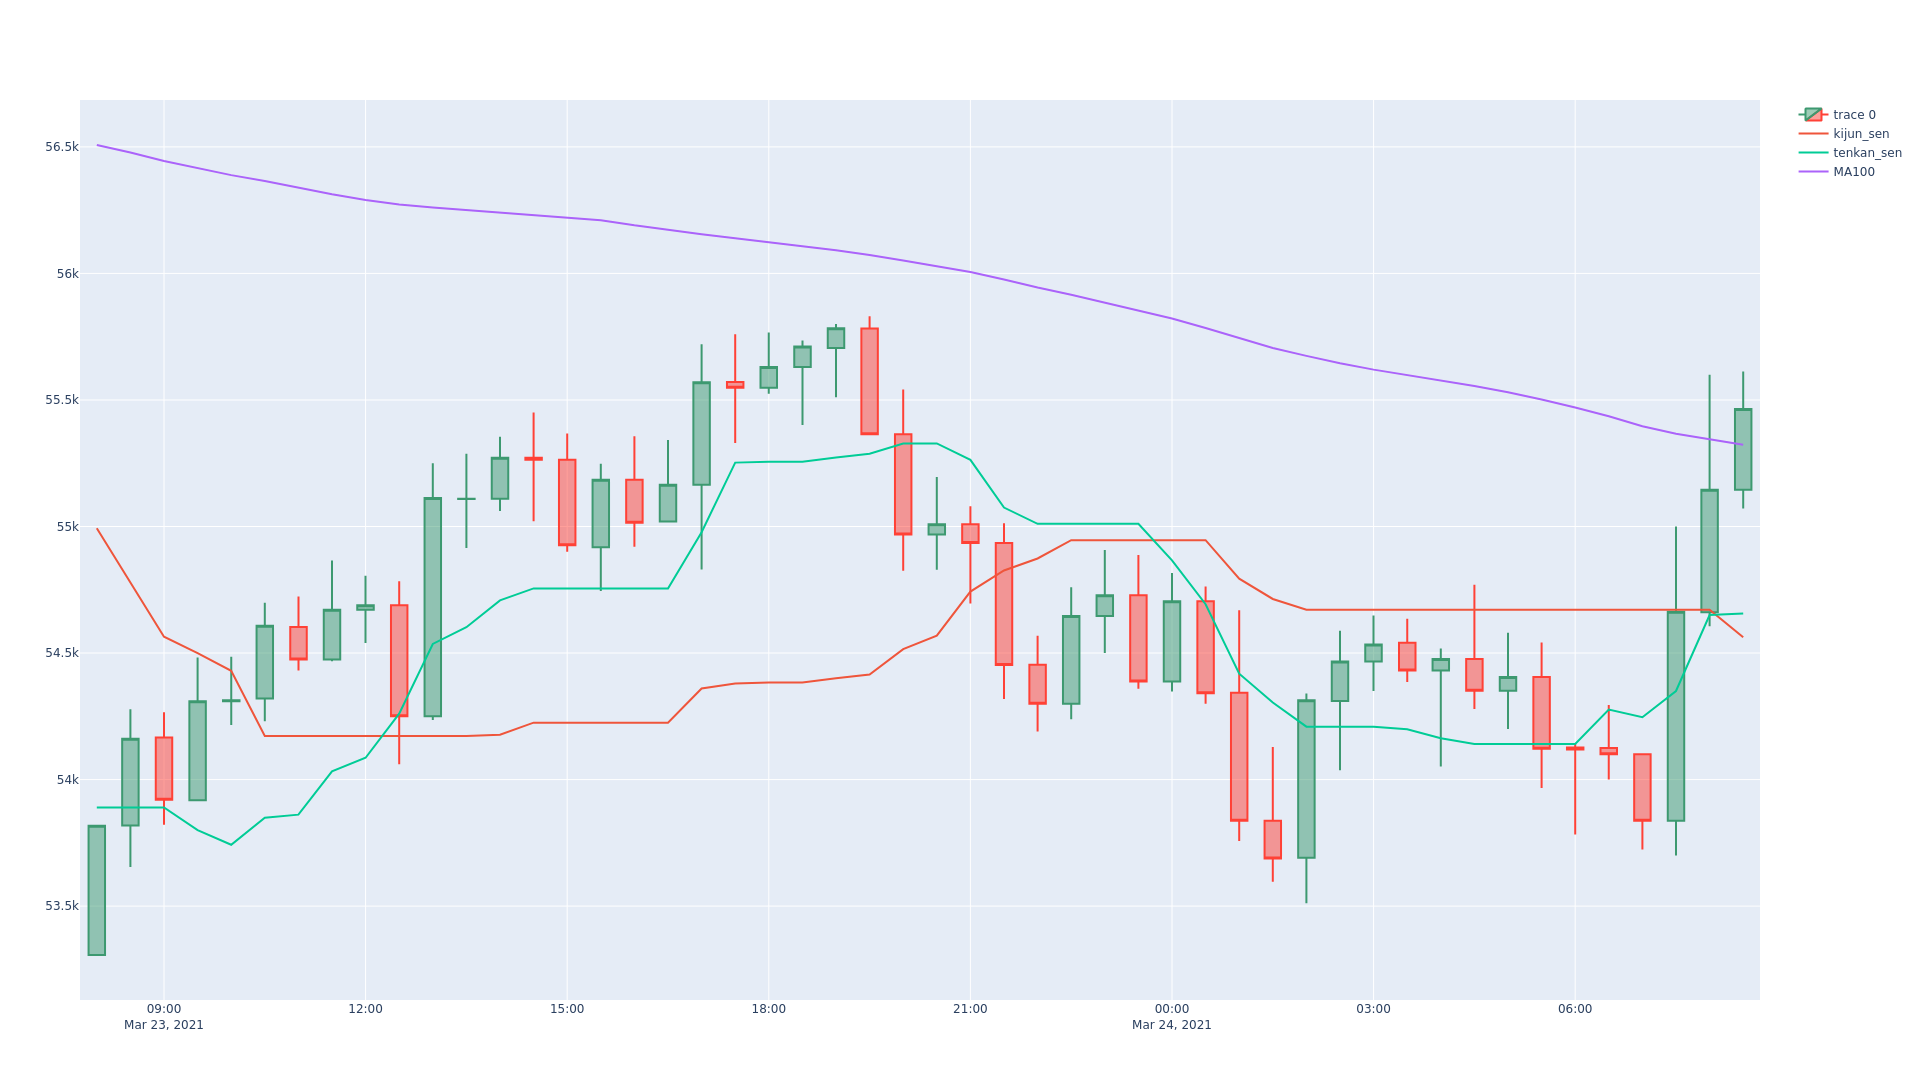 56.5k
56k
55.5k
55k
54.5k
54k
53.5k
09:00 12:00 15:00 18:00 21:00 00:00 03:00 06:00
Mar 23, 2021 Mar 24, 2021
trace 0
kijun_sen
tenkan_sen
MA100